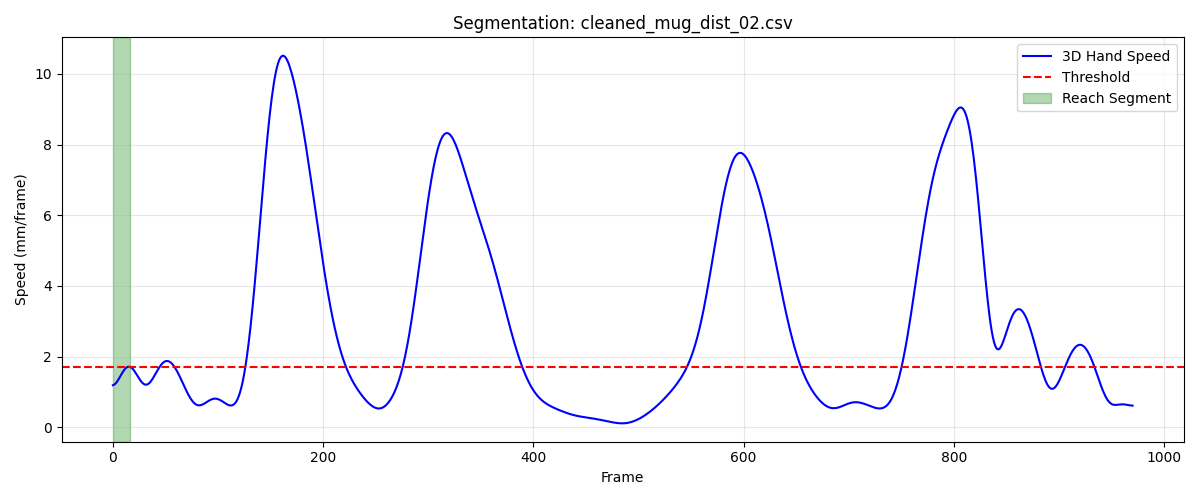 Segmentation: cleaned_mug_dist_02.csv
3D Hand Speed
Threshold
Reach Segment
Speed (mm/frame)
10
8
6
4
2
0
0 200 400 600 800 1000
Frame